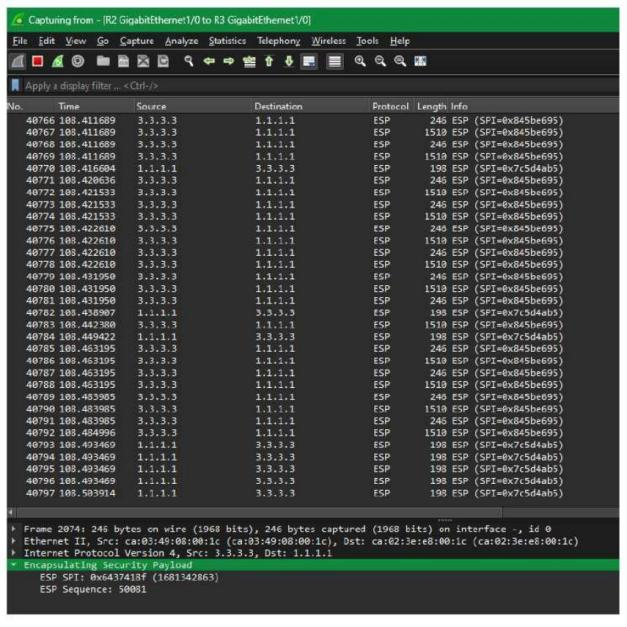 Capturing from - [R2 GigabitEthernet1/0 to R3 GigabitEthernet1/0]
File Edit View Go Capture Analyze Statistics Telephony Wireless Tools Help
Apply a display filter ... <Ctrl-/>
No. Time Source Destination Protocol Length Info
40766 108.411689 3.3.3.3 1.1.1.1 ESP 246 ESP (SPI=0x845be695)
40767 108.411689 3.3.3.3 1.1.1.1 ESP 1510 ESP (SPI=0x845be695)
40768 108.411689 3.3.3.3 1.1.1.1 ESP 246 ESP (SPI=0x845be695)
40769 108.411689 3.3.3.3 1.1.1.1 ESP 1510 ESP (SPI=0x845be695)
40770 108.416604 1.1.1.1 3.3.3.3 ESP 198 ESP (SPI=0x7c5d4ab5)
40771 108.420636 3.3.3.3 1.1.1.1 ESP 246 ESP (SPI=0x845be695)
40772 108.421533 3.3.3.3 1.1.1.1 ESP 1510 ESP (SPI=0x845be695)
40773 108.421533 3.3.3.3 1.1.1.1 ESP 246 ESP (SPI=0x845be695)
40774 108.421533 3.3.3.3 1.1.1.1 ESP 1510 ESP (SPI=0x845be695)
40775 108.422610 3.3.3.3 1.1.1.1 ESP 246 ESP (SPI=0x845be695)
40776 108.422610 3.3.3.3 1.1.1.1 ESP 1510 ESP (SPI=0x845be695)
40777 108.422610 3.3.3.3 1.1.1.1 ESP 246 ESP (SPI=0x845be695)
40778 108.422610 3.3.3.3 1.1.1.1 ESP 1510 ESP (SPI=0x845be695)
40779 108.431950 3.3.3.3 1.1.1.1 ESP 246 ESP (SPI=0x845be695)
40780 108.431950 3.3.3.3 1.1.1.1 ESP 1510 ESP (SPI=0x845be695)
40781 108.431950 3.3.3.3 1.1.1.1 ESP 246 ESP (SPI=0x845be695)
40782 108.438907 1.1.1.1 3.3.3.3 ESP 198 ESP (SPI=0x7c5d4ab5)
40783 108.442380 3.3.3.3 1.1.1.1 ESP 1510 ESP (SPI=0x845be695)
40784 108.449422 1.1.1.1 3.3.3.3 ESP 198 ESP (SPI=0x7c5d4ab5)
40785 108.463195 3.3.3.3 1.1.1.1 ESP 246 ESP (SPI=0x845be695)
40786 108.463195 3.3.3.3 1.1.1.1 ESP 1510 ESP (SPI=0x845be695)
40787 108.463195 3.3.3.3 1.1.1.1 ESP 246 ESP (SPI=0x845be695)
40788 108.463195 3.3.3.3 1.1.1.1 ESP 1510 ESP (SPI=0x845be695)
40789 108.463985 3.3.3.3 1.1.1.1 ESP 246 ESP (SPI=0x845be695)
40790 108.483985 3.3.3.3 1.1.1.1 ESP 1510 ESP (SPI=0x845be695)
40791 108.483985 3.3.3.3 1.1.1.1 ESP 246 ESP (SPI=0x845be695)
40792 108.484996 3.3.3.3 1.1.1.1 ESP 1510 ESP (SPI=0x845be695)
40793 108.493469 1.1.1.1 3.3.3.3 ESP 198 ESP (SPI=0x7c5d4ab5)
40794 108.493469 1.1.1.1 3.3.3.3 ESP 198 ESP (SPI=0x7c5d4ab5)
40795 108.493469 1.1.1.1 3.3.3.3 ESP 198 ESP (SPI=0x7c5d4ab5)
40796 108.493469 1.1.1.1 3.3.3.3 ESP 198 ESP (SPI=0x7c5d4ab5)
40797 108.503914 1.1.1.1 3.3.3.3 ESP 198 ESP (SPI=0x7c5d4ab5)
Frame 2074: 246 bytes on wire (1968 bits), 246 bytes captured (1968 bits) on interface -, id 0
Ethernet II, Src: ca:03:49:08:00:1c (ca:03:49:08:00:1c), Dst: ca:02:3e:e8:00:1c (ca:02:3e:e8:00:1c)
Internet Protocol Version 4, Src: 3.3.3.3, Dst: 1.1.1.1
Encapsulating Security Payload
ESP SPI: 0x6437418f (1681342863)
ESP Sequence: 50081